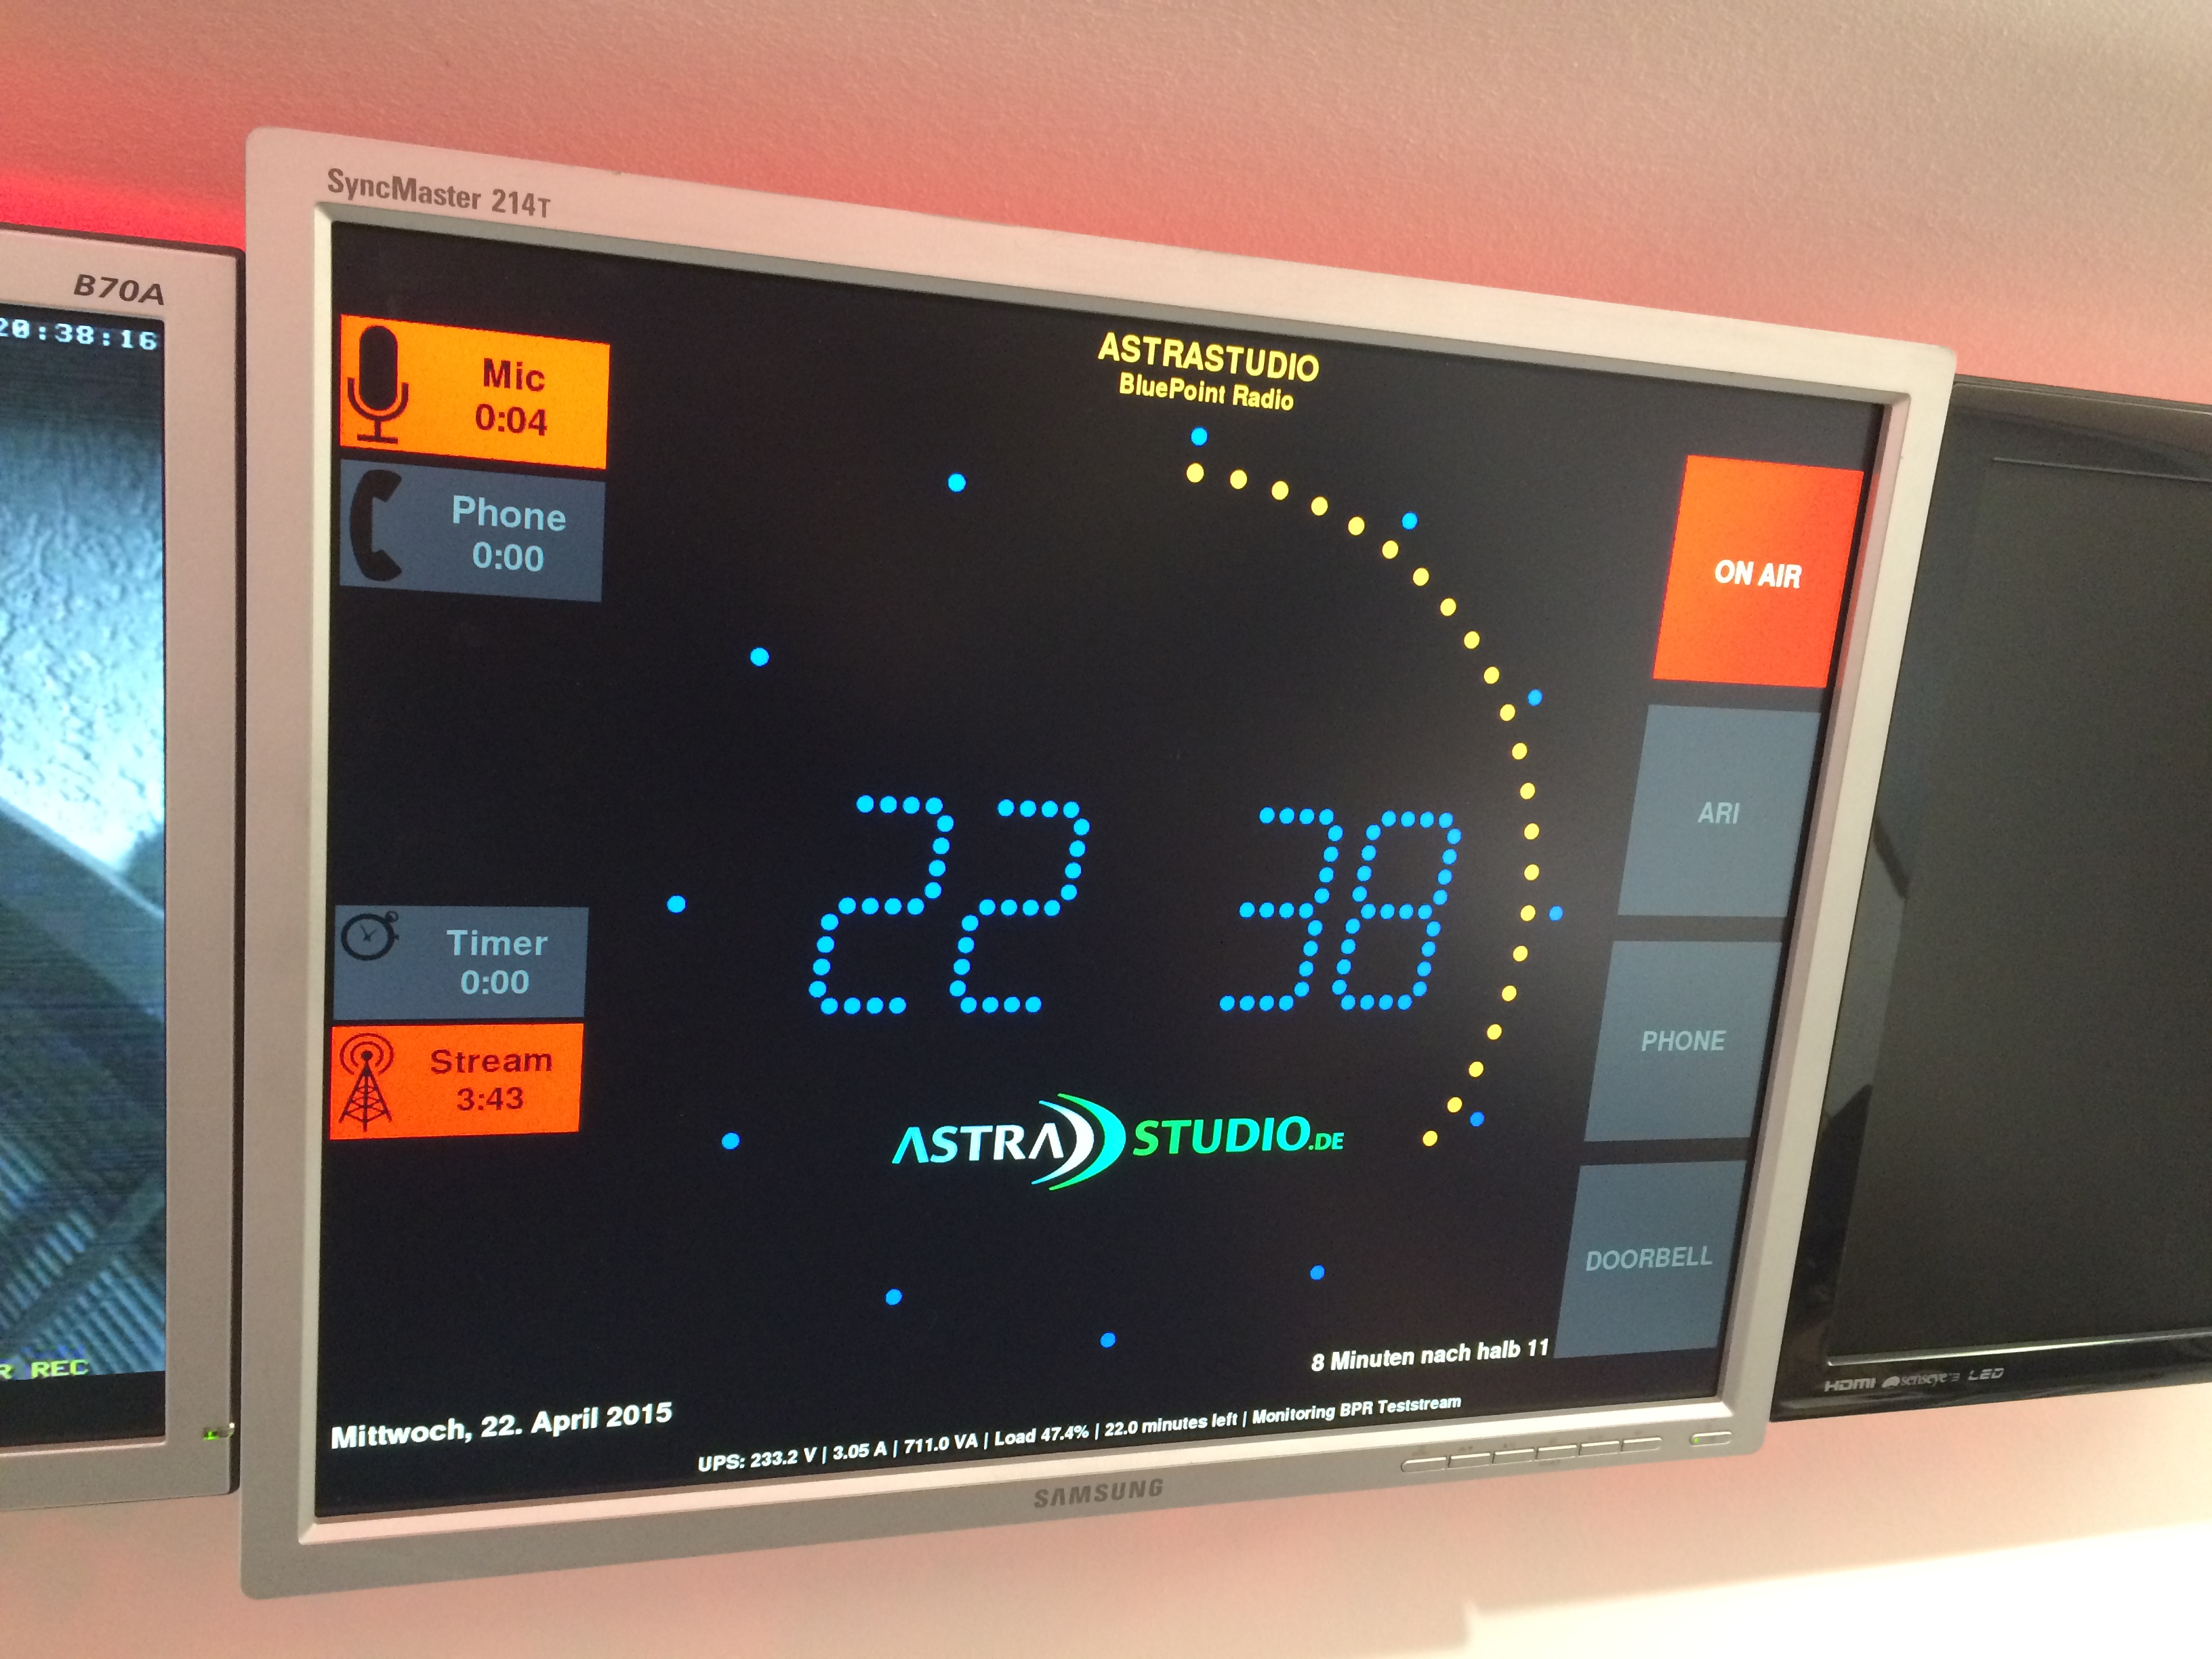 SyncMaster 214T
B70A
20:38:16
Mic
0:04
Phone
0:00
ASTRASTUDIO
BluePoint Radio
ON AIR
ARI
22 38
Timer
0:00
Stream
3:43
PHONE
ASTRA STUDIO.DE
DOORBELL
8 Minuten nach halb 11
Mittwoch, 22. April 2015
UPS: 233.2 V | 3.05 A | 711.0 VA | Load 47.4% | 22.0 minutes left | Monitoring BPR Teststream
SAMSUNG
R REC
HDMI senseye 3 LED